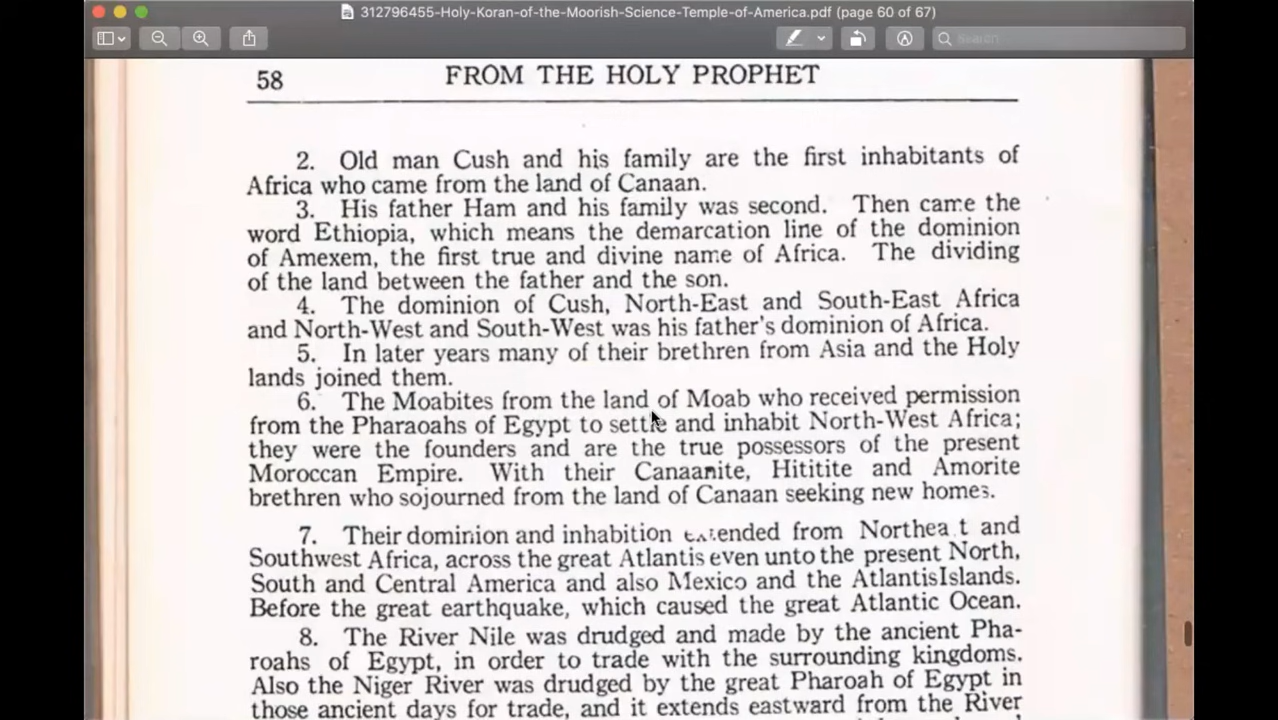 312796455-Holy-Koran-of-the-Moorish-Science-Temple-of-America.pdf (page 60 of 67)
Search
58 FROM THE HOLY PROPHET
2. Old man Cush and his family are the first inhabitants of
Africa who came from the land of Canaan.
3. His father Ham and his family was second. Then came the
word Ethiopia, which means the demarcation line of the dominion
of Amexem, the first true and divine name of Africa. The dividing
of the land between the father and the son.
4. The dominion of Cush, North-East and South-East Africa
and North-West and South-West was his father's dominion of Africa.
5. In later years many of their brethren from Asia and the Holy
lands joined them.
6. The Moabites from the land of Moab who received permission
from the Pharaoahs of Egypt to settle and inhabit North-West Africa;
they were the founders and are the true possessors of the present
Moroccan Empire. With their Canaanite, Hititite and Amorite
brethren who sojourned from the land of Canaan seeking new homes.
7. Their dominion and inhabition extended from Northea t and
Southwest Africa, across the great Atlantis even unto the present North,
South and Central America and also Mexico and the AtlantisIslands.
Before the great earthquake, which caused the great Atlantic Ocean.
8. The River Nile was drudged and made by the ancient Pha-
roahs of Egypt, in order to trade with the surrounding kingdoms.
Also the Niger River was drudged by the great Pharoah of Egypt in
those ancient days for trade, and it extends eastward from the River